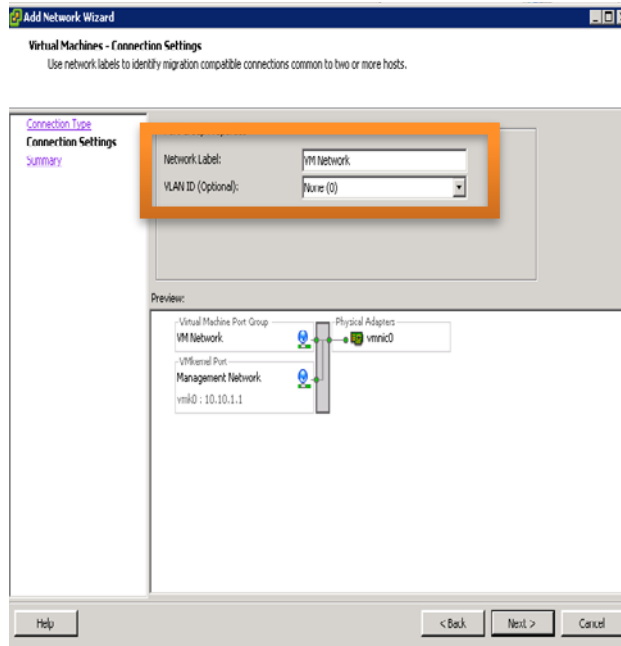 Add Network Wizard
Virtual Machines - Connection Settings
Use network labels to identify migration compatible connections common to two or more hosts.
Connection Type
Connection Settings
Summary
Network Label:
VM Network
VLAN ID (Optional):
None (0)
Preview:
Virtual Machine Port Group
Physical Adapters
VM Network
vmnic0
VMkernel Port
Management Network
vmk0 : 10.10.1.1
Help
< Back
Next >
Cancel